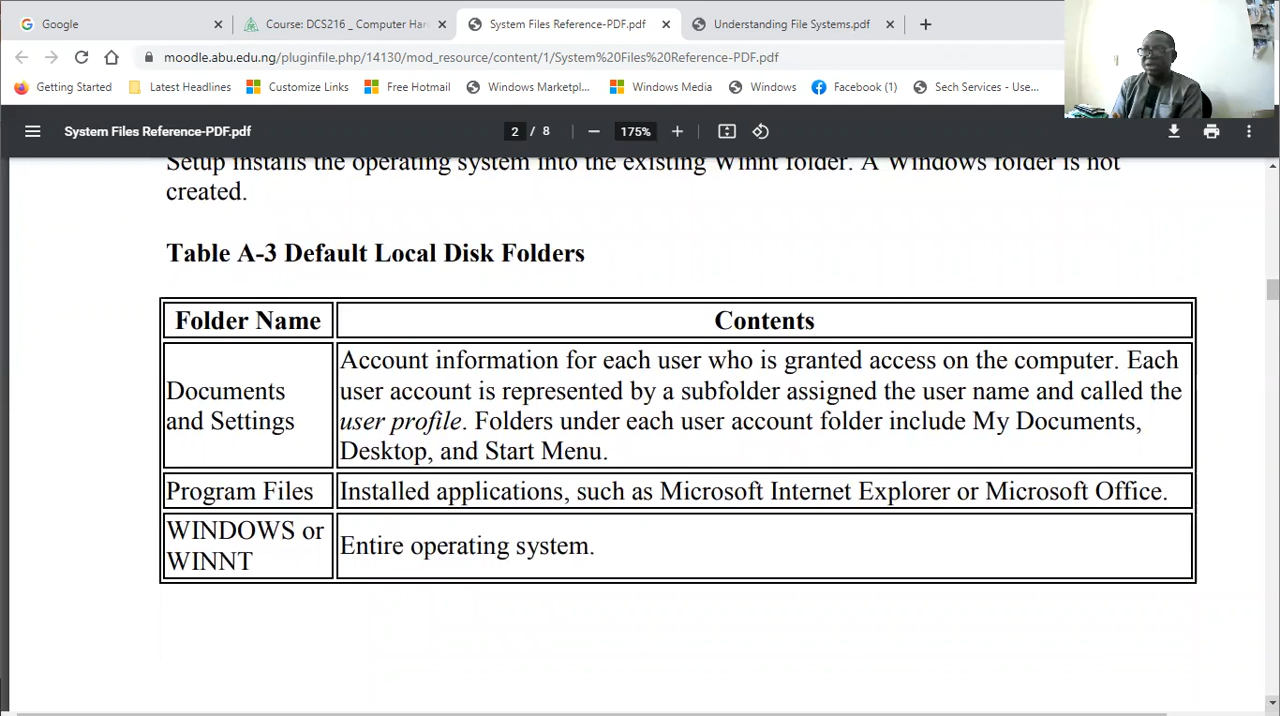 Google
Course: DCS216 _ Computer Har
System Files Reference-PDF.pdf
Understanding File Systems.pdf
moodle.abu.edu.ng/pluginfile.php/14130/mod_resource/content/1/System%20Files%20Reference-PDF.pdf
Getting Started
Latest Headlines
Customize Links
Free Hotmail
Windows Marketpl...
Windows Media
Windows
Facebook (1)
Sech Services - Use...
System Files Reference-PDF.pdf
2 / 8
175%
Setup installs the operating system into the existing Winnt folder. A Windows folder is not
created.
Table A-3 Default Local Disk Folders
Folder Name
Contents
Documents
and Settings
Account information for each user who is granted access on the computer. Each
user account is represented by a subfolder assigned the user name and called the
user profile. Folders under each user account folder include My Documents,
Desktop, and Start Menu.
Program Files
Installed applications, such as Microsoft Internet Explorer or Microsoft Office.
WINDOWS or
WINNT
Entire operating system.